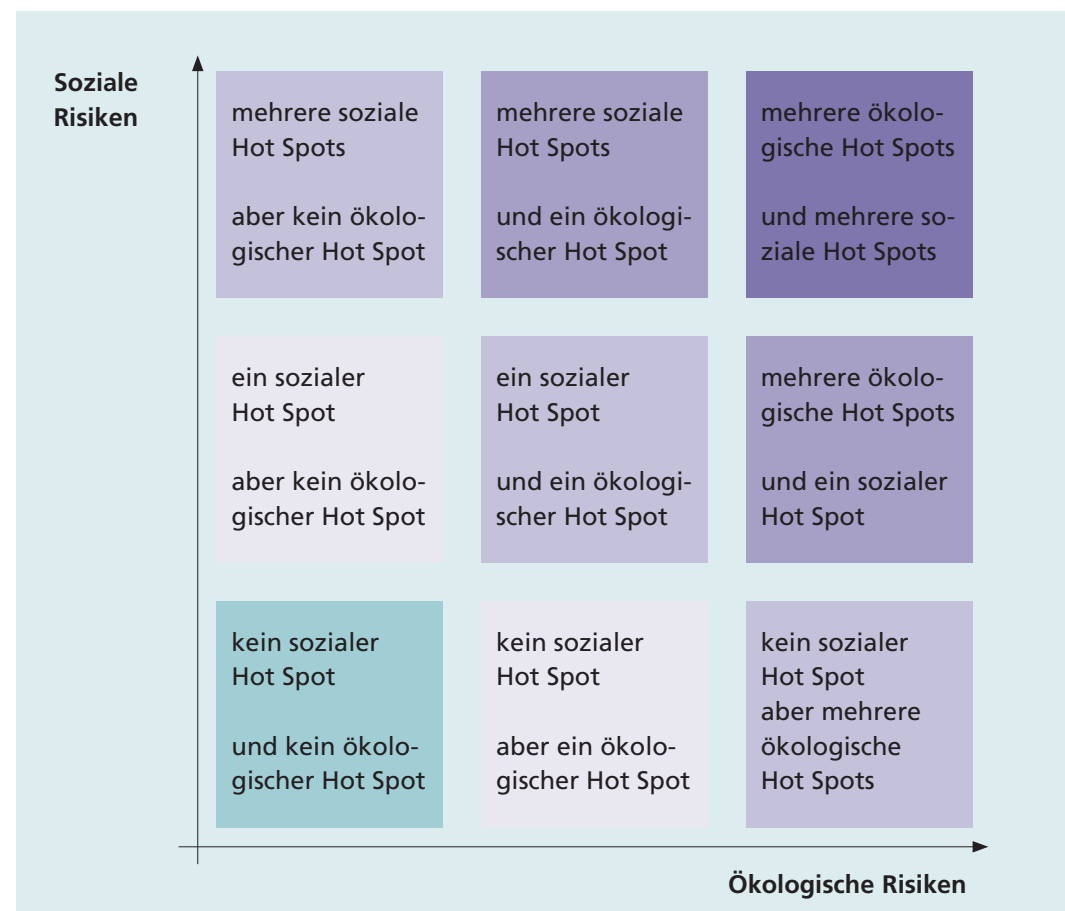 Soziale
Risiken
mehrere soziale
Hot Spots
aber kein ökolo-
gischer Hot Spot
mehrere soziale
Hot Spots
und ein ökologi-
scher Hot Spot
mehrere ökolo-
gische Hot Spots
und mehrere so-
ziale Hot Spots
ein sozialer
Hot Spot
aber kein ökolo-
gischer Hot Spot
ein sozialer
Hot Spot
und ein ökologi-
scher Hot Spot
mehrere ökolo-
gische Hot Spots
und ein sozialer
Hot Spot
kein sozialer
Hot Spot
und kein ökolo-
gischer Hot Spot
kein sozialer
Hot Spot
aber ein ökolo-
gischer Hot Spot
kein sozialer
Hot Spot
aber mehrere
ökologische
Hot Spots
Ökologische Risiken